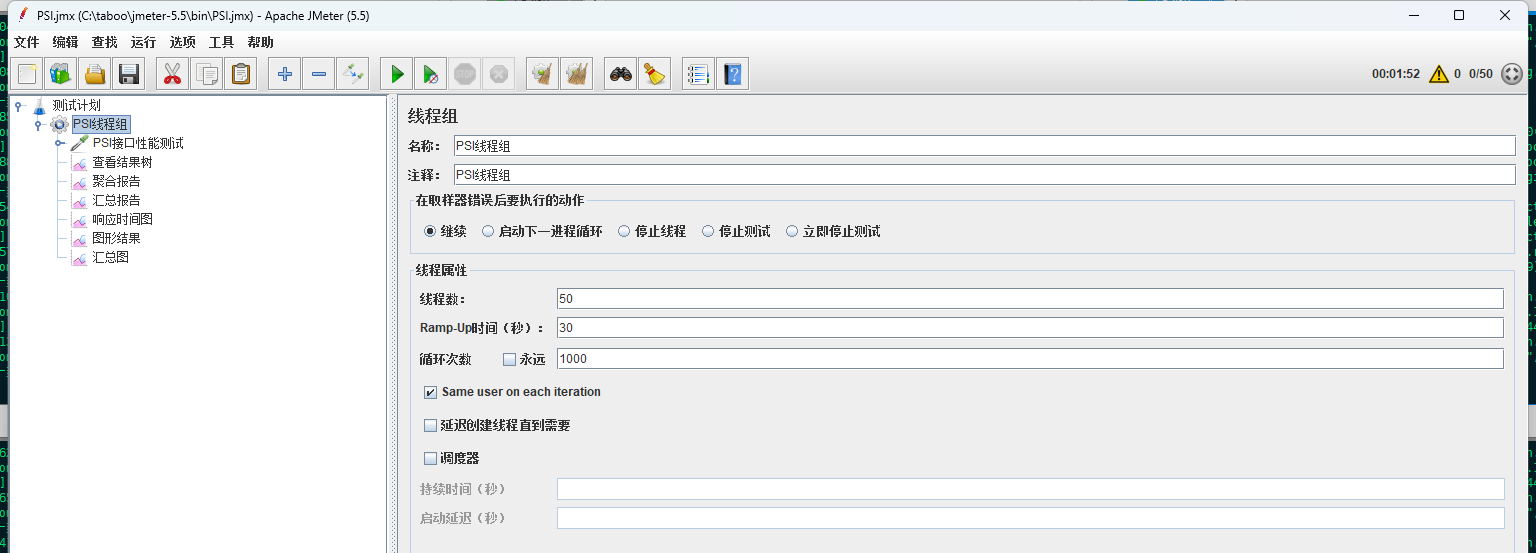 PSI.jmx (C:\taboo\jmeter-5.5\bin\PSI.jmx) - Apache JMeter (5.5)
文件 编辑 查找 运行 选项 工具 帮助
STOP
00:01:52 0 0/50
测试计划
PSI线程组
PSI接口性能测试
查看结果树
聚合报告
汇总报告
响应时间图
图形结果
汇总图
线程组
名称: PSI线程组
注释: PSI线程组
在取样器错误后要执行的动作
继续 启动下一进程循环 停止线程 停止测试 立即停止测试
线程属性
线程数: 50
Ramp-Up时间（秒）: 30
循环次数 永远 1000
Same user on each iteration
延迟创建线程直到需要
调度器
持续时间（秒）
启动延迟（秒）